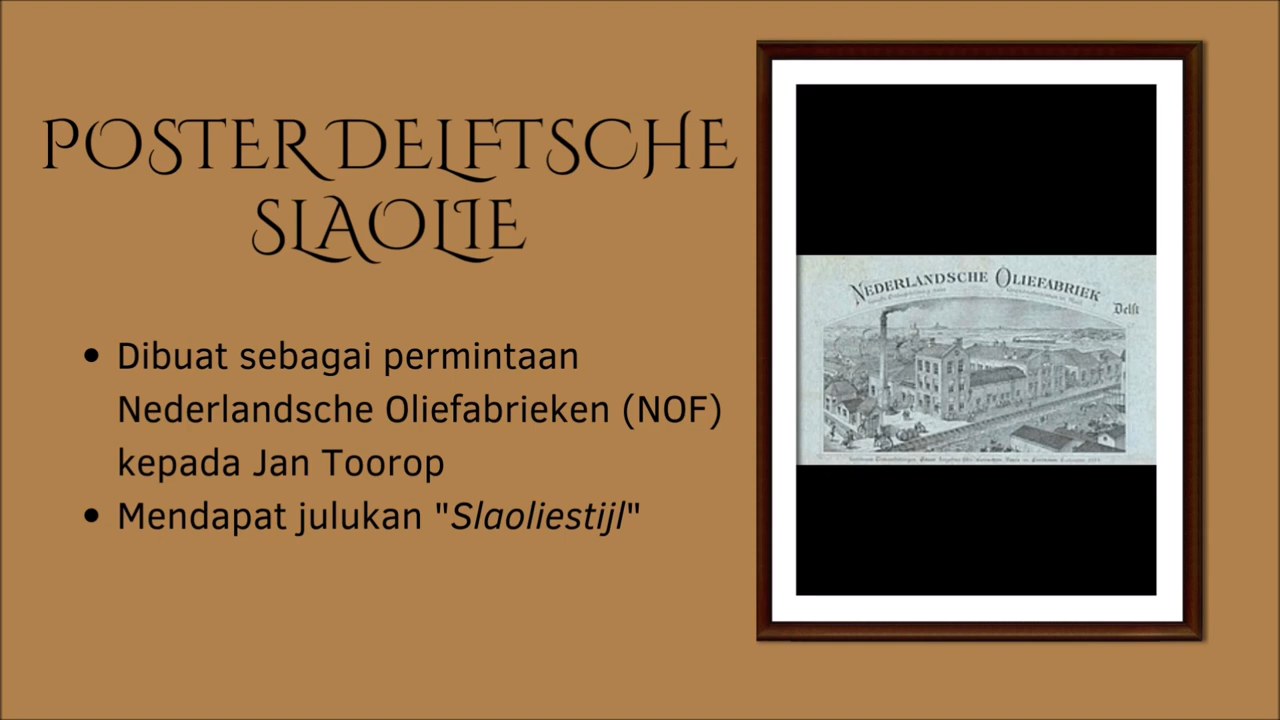 POSTER DELFTSCHE
SLAOLIE
• Dibuat sebagai permintaan
Nederlandsche Oliefabrieken (NOF)
kepada Jan Toorop
• Mendapat julukan "Slaoliestijl"
NEDERLANDSCHE OLIEFABRIEK
Delft